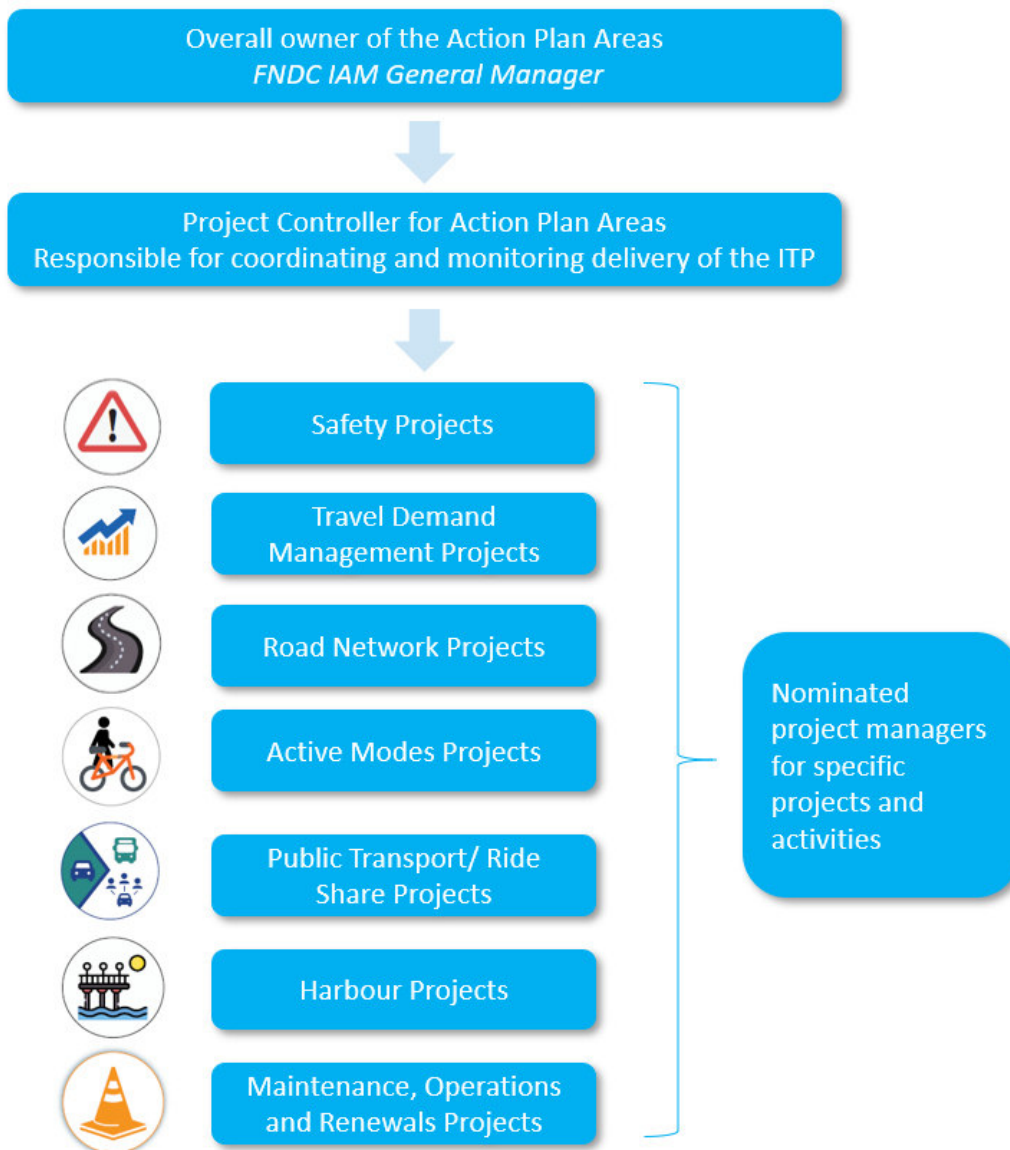 Overall owner of the Action Plan Areas
FNDC IAM General Manager
Project Controller for Action Plan Areas
Responsible for coordinating and monitoring delivery of the ITP
Safety Projects
Travel Demand
Management Projects
Road Network Projects
Active Modes Projects
Public Transport/ Ride
Share Projects
Harbour Projects
Maintenance, Operations
and Renewals Projects
Nominated
project managers
for specific
projects and
activities